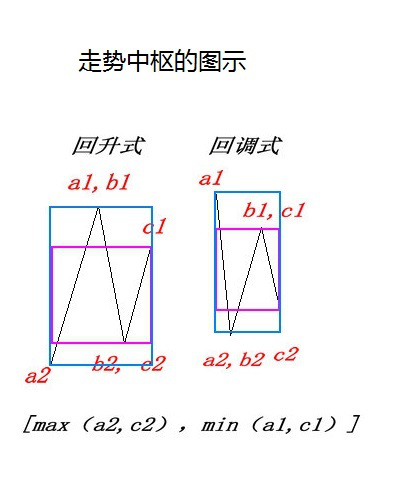 走势中枢的图示
回升式 回调式
a1,b1 a1
c1 b1,c1
a2 b2, c2 a2,b2 c2
[max（a2,c2），min（a1,c1）]